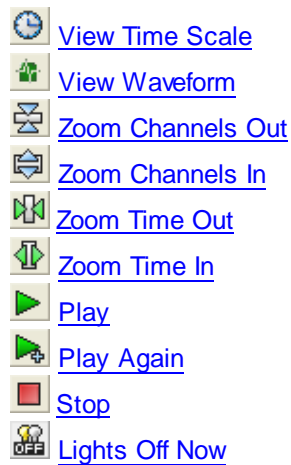 View Time Scale
View Waveform
Zoom Channels Out
Zoom Channels In
Zoom Time Out
Zoom Time In
Play
Play Again
Stop
OFF Lights Off Now